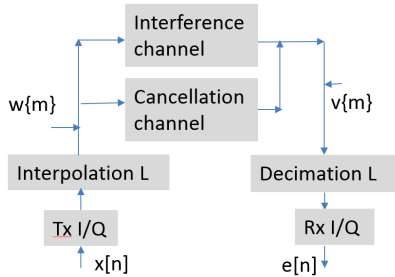 Interference
channel
w{m}
Cancellation
channel
v{m}
Interpolation L
Decimation L
Tx I/Q
Rx I/Q
x[n]
e[n]